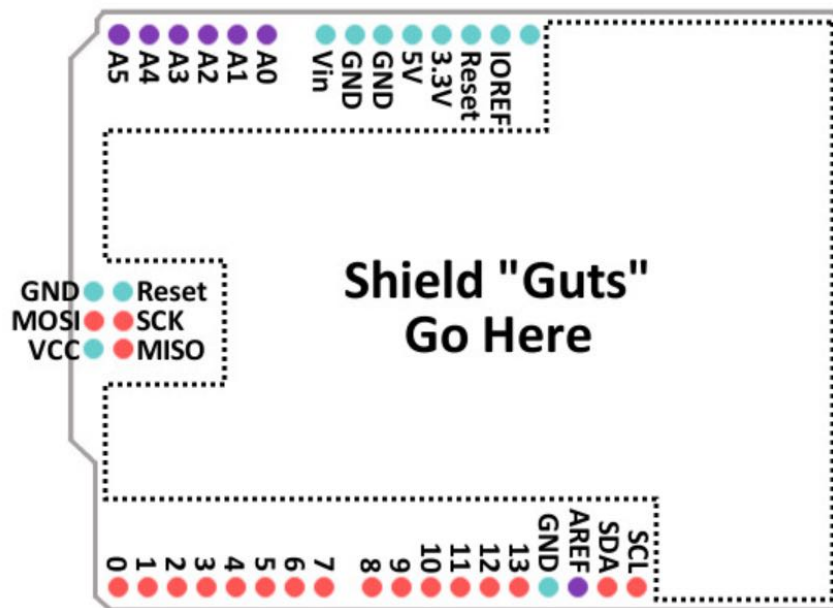 A5 A4 A3 A2 A1 A0 Vin GND GND 5V 3.3V Reset IOREF
Shield "Guts"
Go Here
GND Reset
MOSI SCK
VCC MISO
0 1 2 3 4 5 6 7 8 9 10 11 12 13 GND AREF SDA SCL